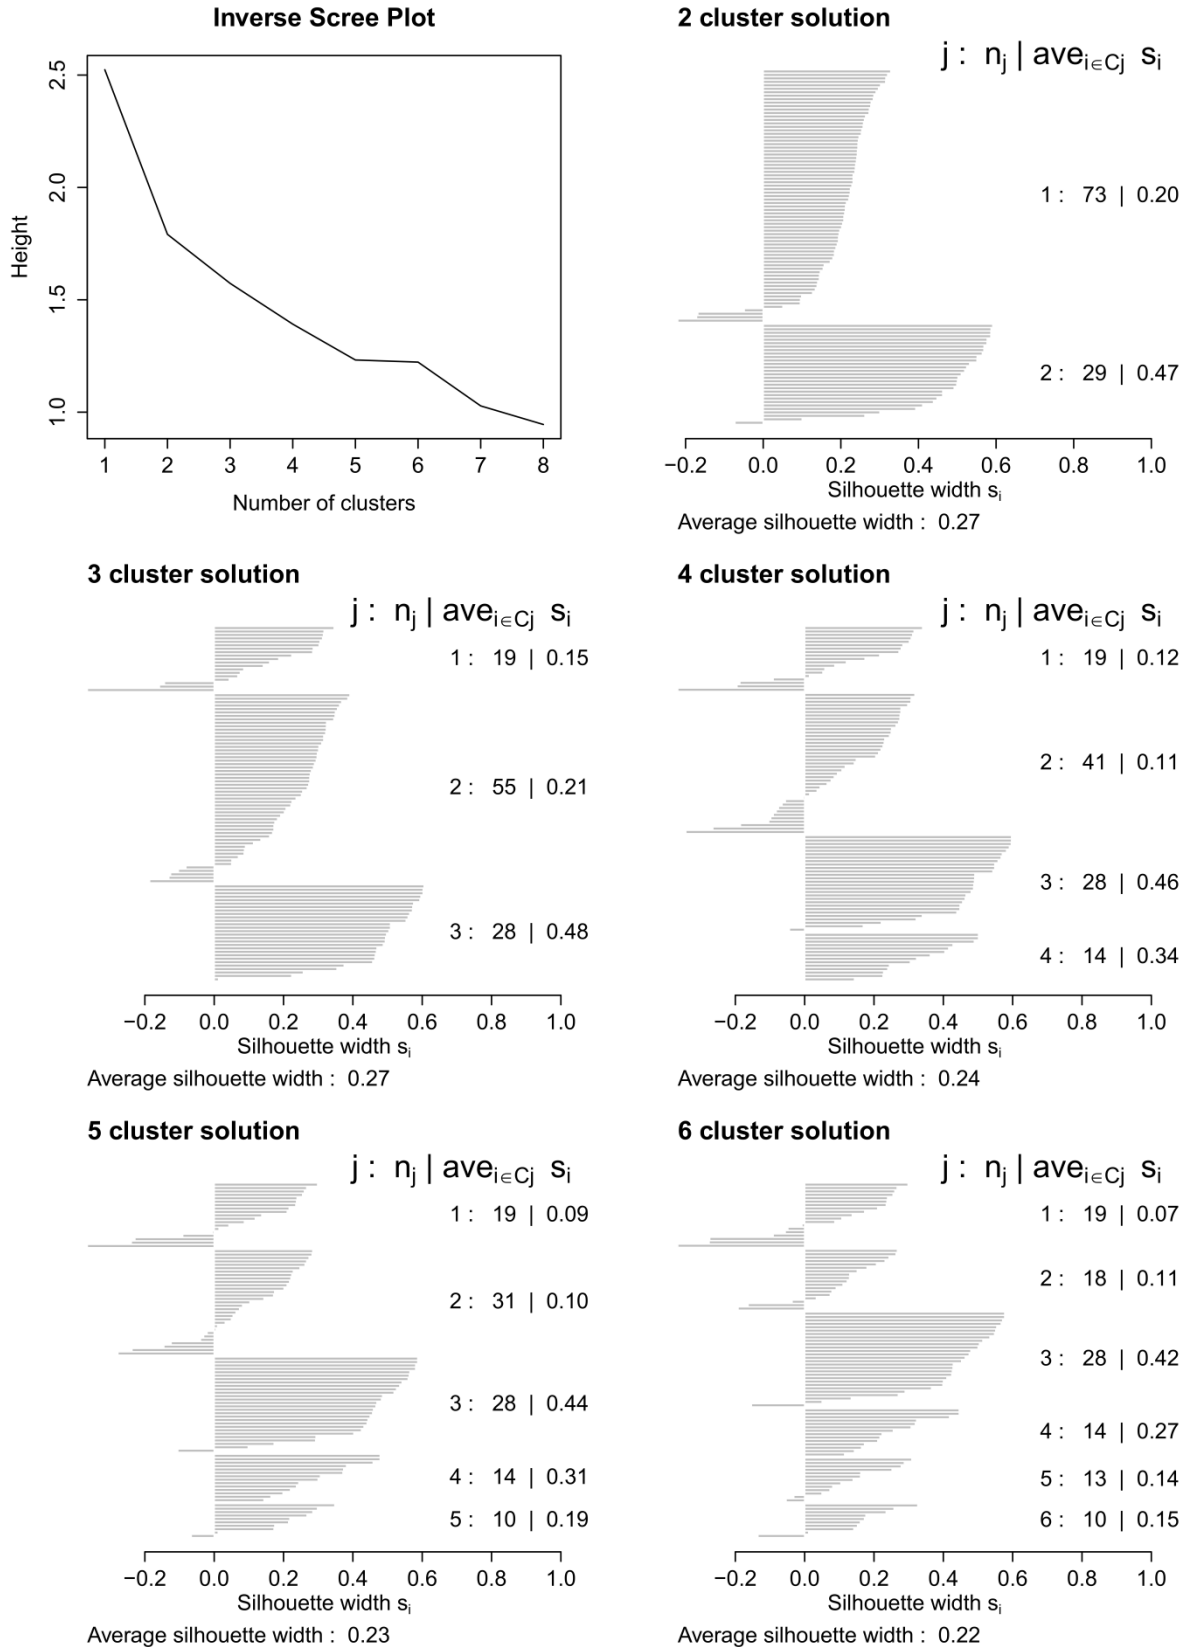 Inverse Scree Plot
Height
2.5
2.0
1.5
1.0
1 2 3 4 5 6 7 8
Number of clusters
2 cluster solution
j : nj | avei∈Cj si
1 : 73 | 0.20
2 : 29 | 0.47
−0.2 0.0 0.2 0.4 0.6 0.8 1.0
Silhouette width si
Average silhouette width : 0.27
3 cluster solution
j : nj | avei∈Cj si
1 : 19 | 0.15
2 : 55 | 0.21
3 : 28 | 0.48
−0.2 0.0 0.2 0.4 0.6 0.8 1.0
Silhouette width si
Average silhouette width : 0.27
4 cluster solution
j : nj | avei∈Cj si
1 : 19 | 0.12
2 : 41 | 0.11
3 : 28 | 0.46
4 : 14 | 0.34
−0.2 0.0 0.2 0.4 0.6 0.8 1.0
Silhouette width si
Average silhouette width : 0.24
5 cluster solution
j : nj | avei∈Cj si
1 : 19 | 0.09
2 : 31 | 0.10
3 : 28 | 0.44
4 : 14 | 0.31
5 : 10 | 0.19
−0.2 0.0 0.2 0.4 0.6 0.8 1.0
Silhouette width si
Average silhouette width : 0.23
6 cluster solution
j : nj | avei∈Cj si
1 : 19 | 0.07
2 : 18 | 0.11
3 : 28 | 0.42
4 : 14 | 0.27
5 : 13 | 0.14
6 : 10 | 0.15
−0.2 0.0 0.2 0.4 0.6 0.8 1.0
Silhouette width si
Average silhouette width : 0.22